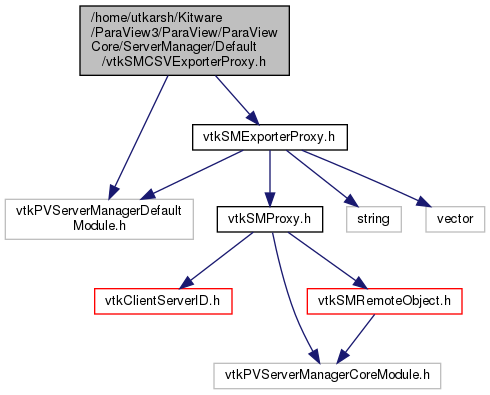 /home/utkarsh/Kitware
/ParaView3/ParaView/ParaView
Core/ServerManager/Default
/vtkSMCSVExporterProxy.h
vtkSMExporterProxy.h
vtkPVServerManagerDefault
Module.h
vtkSMProxy.h
string
vector
vtkClientServerID.h
vtkSMRemoteObject.h
vtkPVServerManagerCoreModule.h